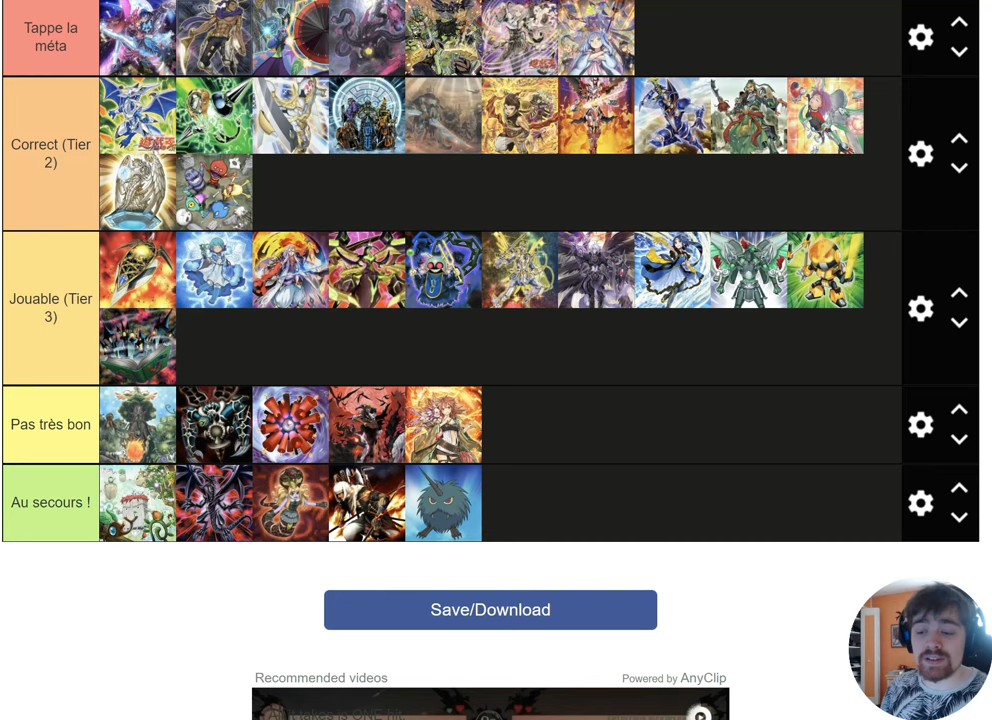 Tappe la
méta
Correct (Tier
2)
Jouable (Tier
3)
Pas très bon
Au secours !
Save/Download
Recommended videos
Powered by AnyClip